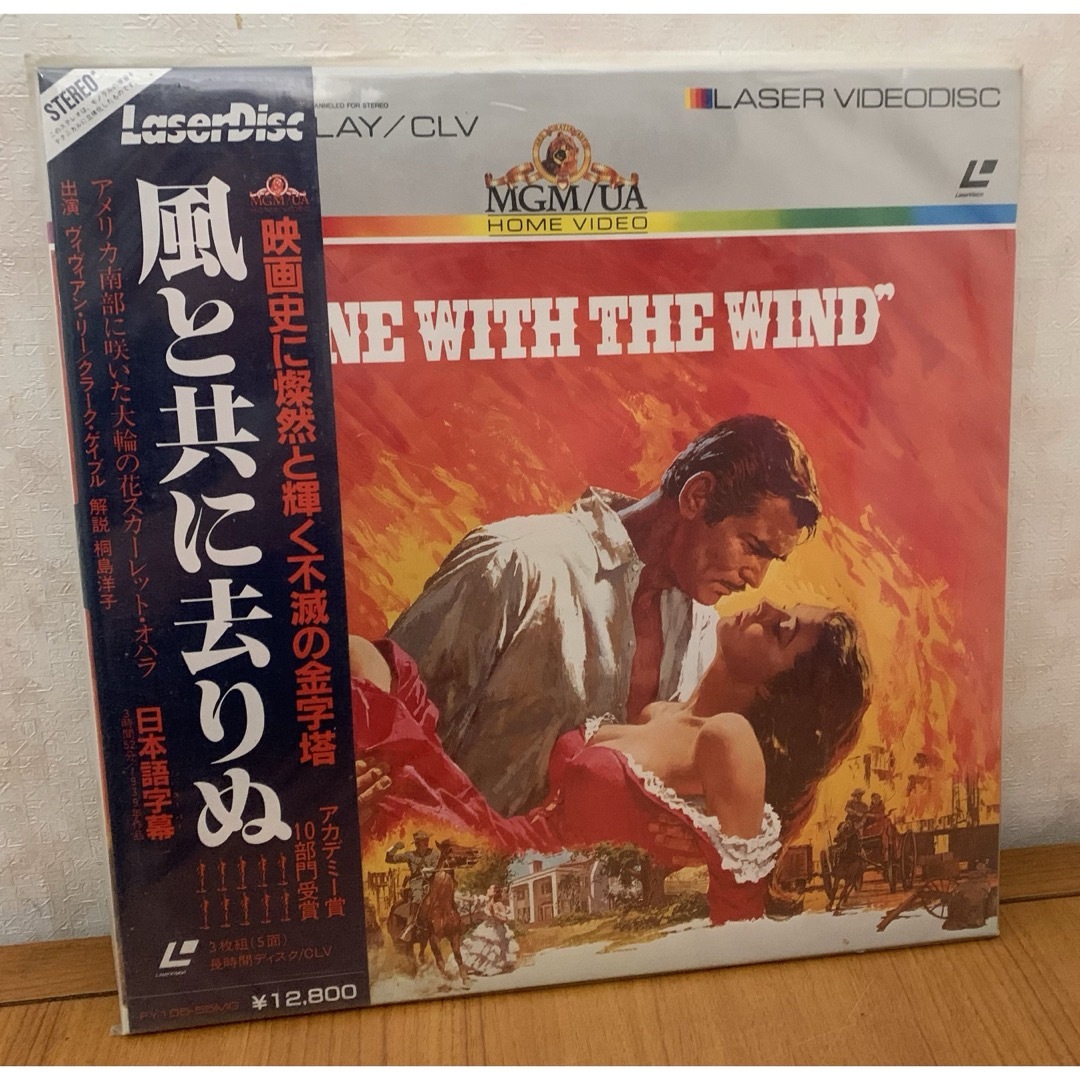 STEREO
LaserDisc
MGM/UA
映画史に燦然と輝く不滅の金字塔
アカデミー賞
10部門受賞
風と共に去りぬ
アメリカ南部に咲いた大輪の花スカーレット・オハラ
出演 ヴィヴィアン・リー/クラーク・ゲイブル 解説 桐島洋子
日本語字幕
3枚組(5面)
長時間ディスク/CLV
LASERVISION
¥12,800
ANNELED FOR STEREO
LAY/CLV
MGM/UA
HOME VIDEO
LASER VIDEODISC
LASERVISION
NE WITH THE WIND"